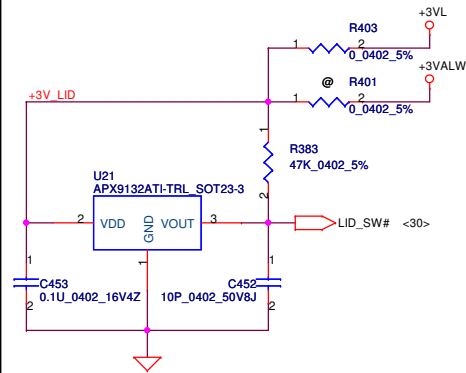 +3VL
R403
1
2
0_0402_5%
+3VALW
@
R401
1
2
0_0402_5%
+3V_LID
1
R383
47K_0402_5%
2
U21
APX9132ATI-TRL_SOT23-3
2
VDD
GND
VOUT
3
LID_SW#
<30>
1
1
C453
0.1U_0402_16V4Z
2
1
C452
10P_0402_50V8J
2